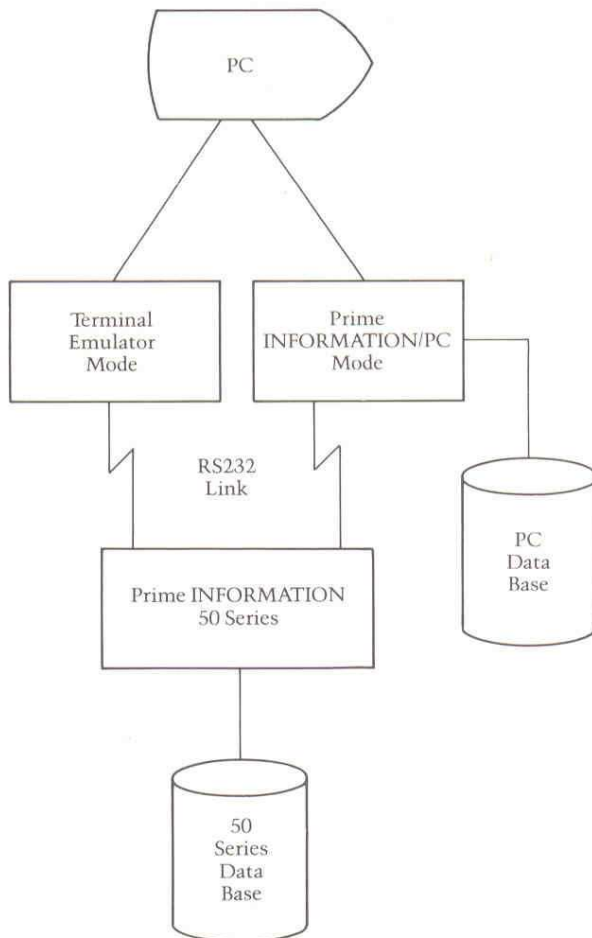 PC
Terminal
Emulator
Mode
Prime
INFORMATION/PC
Mode
RS232
Link
PC
Data
Base
Prime INFORMATION
50 Series
50
Series
Data
Base